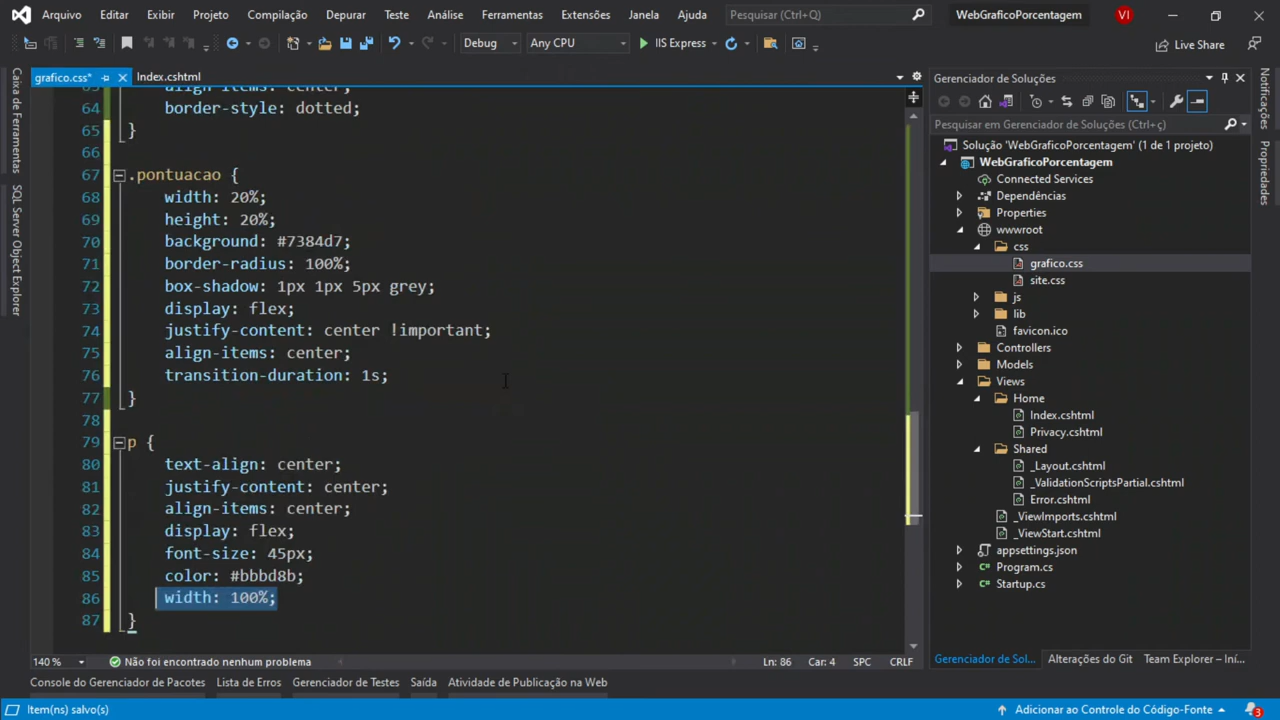 Arquivo Editar Exibir Projeto Compilação Depurar Teste Análise Ferramentas Extensões Janela Ajuda Pesquisar (Ctrl+Q) WebGraficoPorcentagem VI
Debug Any CPU IIS Express Live Share
grafico.css* Index.cshtml
Caixa de Ferramentas
SQL Server Object Explorer
64 border-style: dotted;
65 }
66
67 .pontuacao {
68 width: 20%;
69 height: 20%;
70 background: #7384d7;
71 border-radius: 100%;
72 box-shadow: 1px 1px 5px grey;
73 display: flex;
74 justify-content: center !important;
75 align-items: center;
76 transition-duration: 1s;
77 }
78
79 p {
80 text-align: center;
81 justify-content: center;
82 align-items: center;
83 display: flex;
84 font-size: 45px;
85 color: #bbbd8b;
86 width: 100%;
87 }
140 % Não foi encontrado nenhum problema Ln: 86 Car: 4 SPC CRLF
Gerenciador de Soluções
Pesquisar em Gerenciador de Soluções (Ctrl+ç)
Solução 'WebGraficoPorcentagem' (1 de 1 projeto)
WebGraficoPorcentagem
Connected Services
Dependências
Properties
wwwroot
css
grafico.css
site.css
js
lib
favicon.ico
Controllers
Models
Views
Home
Index.cshtml
Privacy.cshtml
Shared
_Layout.cshtml
_ValidationScriptsPartial.cshtml
Error.cshtml
_ViewImports.cshtml
_ViewStart.cshtml
appsettings.json
Program.cs
Startup.cs
Gerenciador de Sol... Alterações do Git Team Explorer – Iní...
Notificações
Propriedades
Console do Gerenciador de Pacotes Lista de Erros Gerenciador de Testes Saída Atividade de Publicação na Web
Item(ns) salvo(s) Adicionar ao Controle do Código-Fonte 3